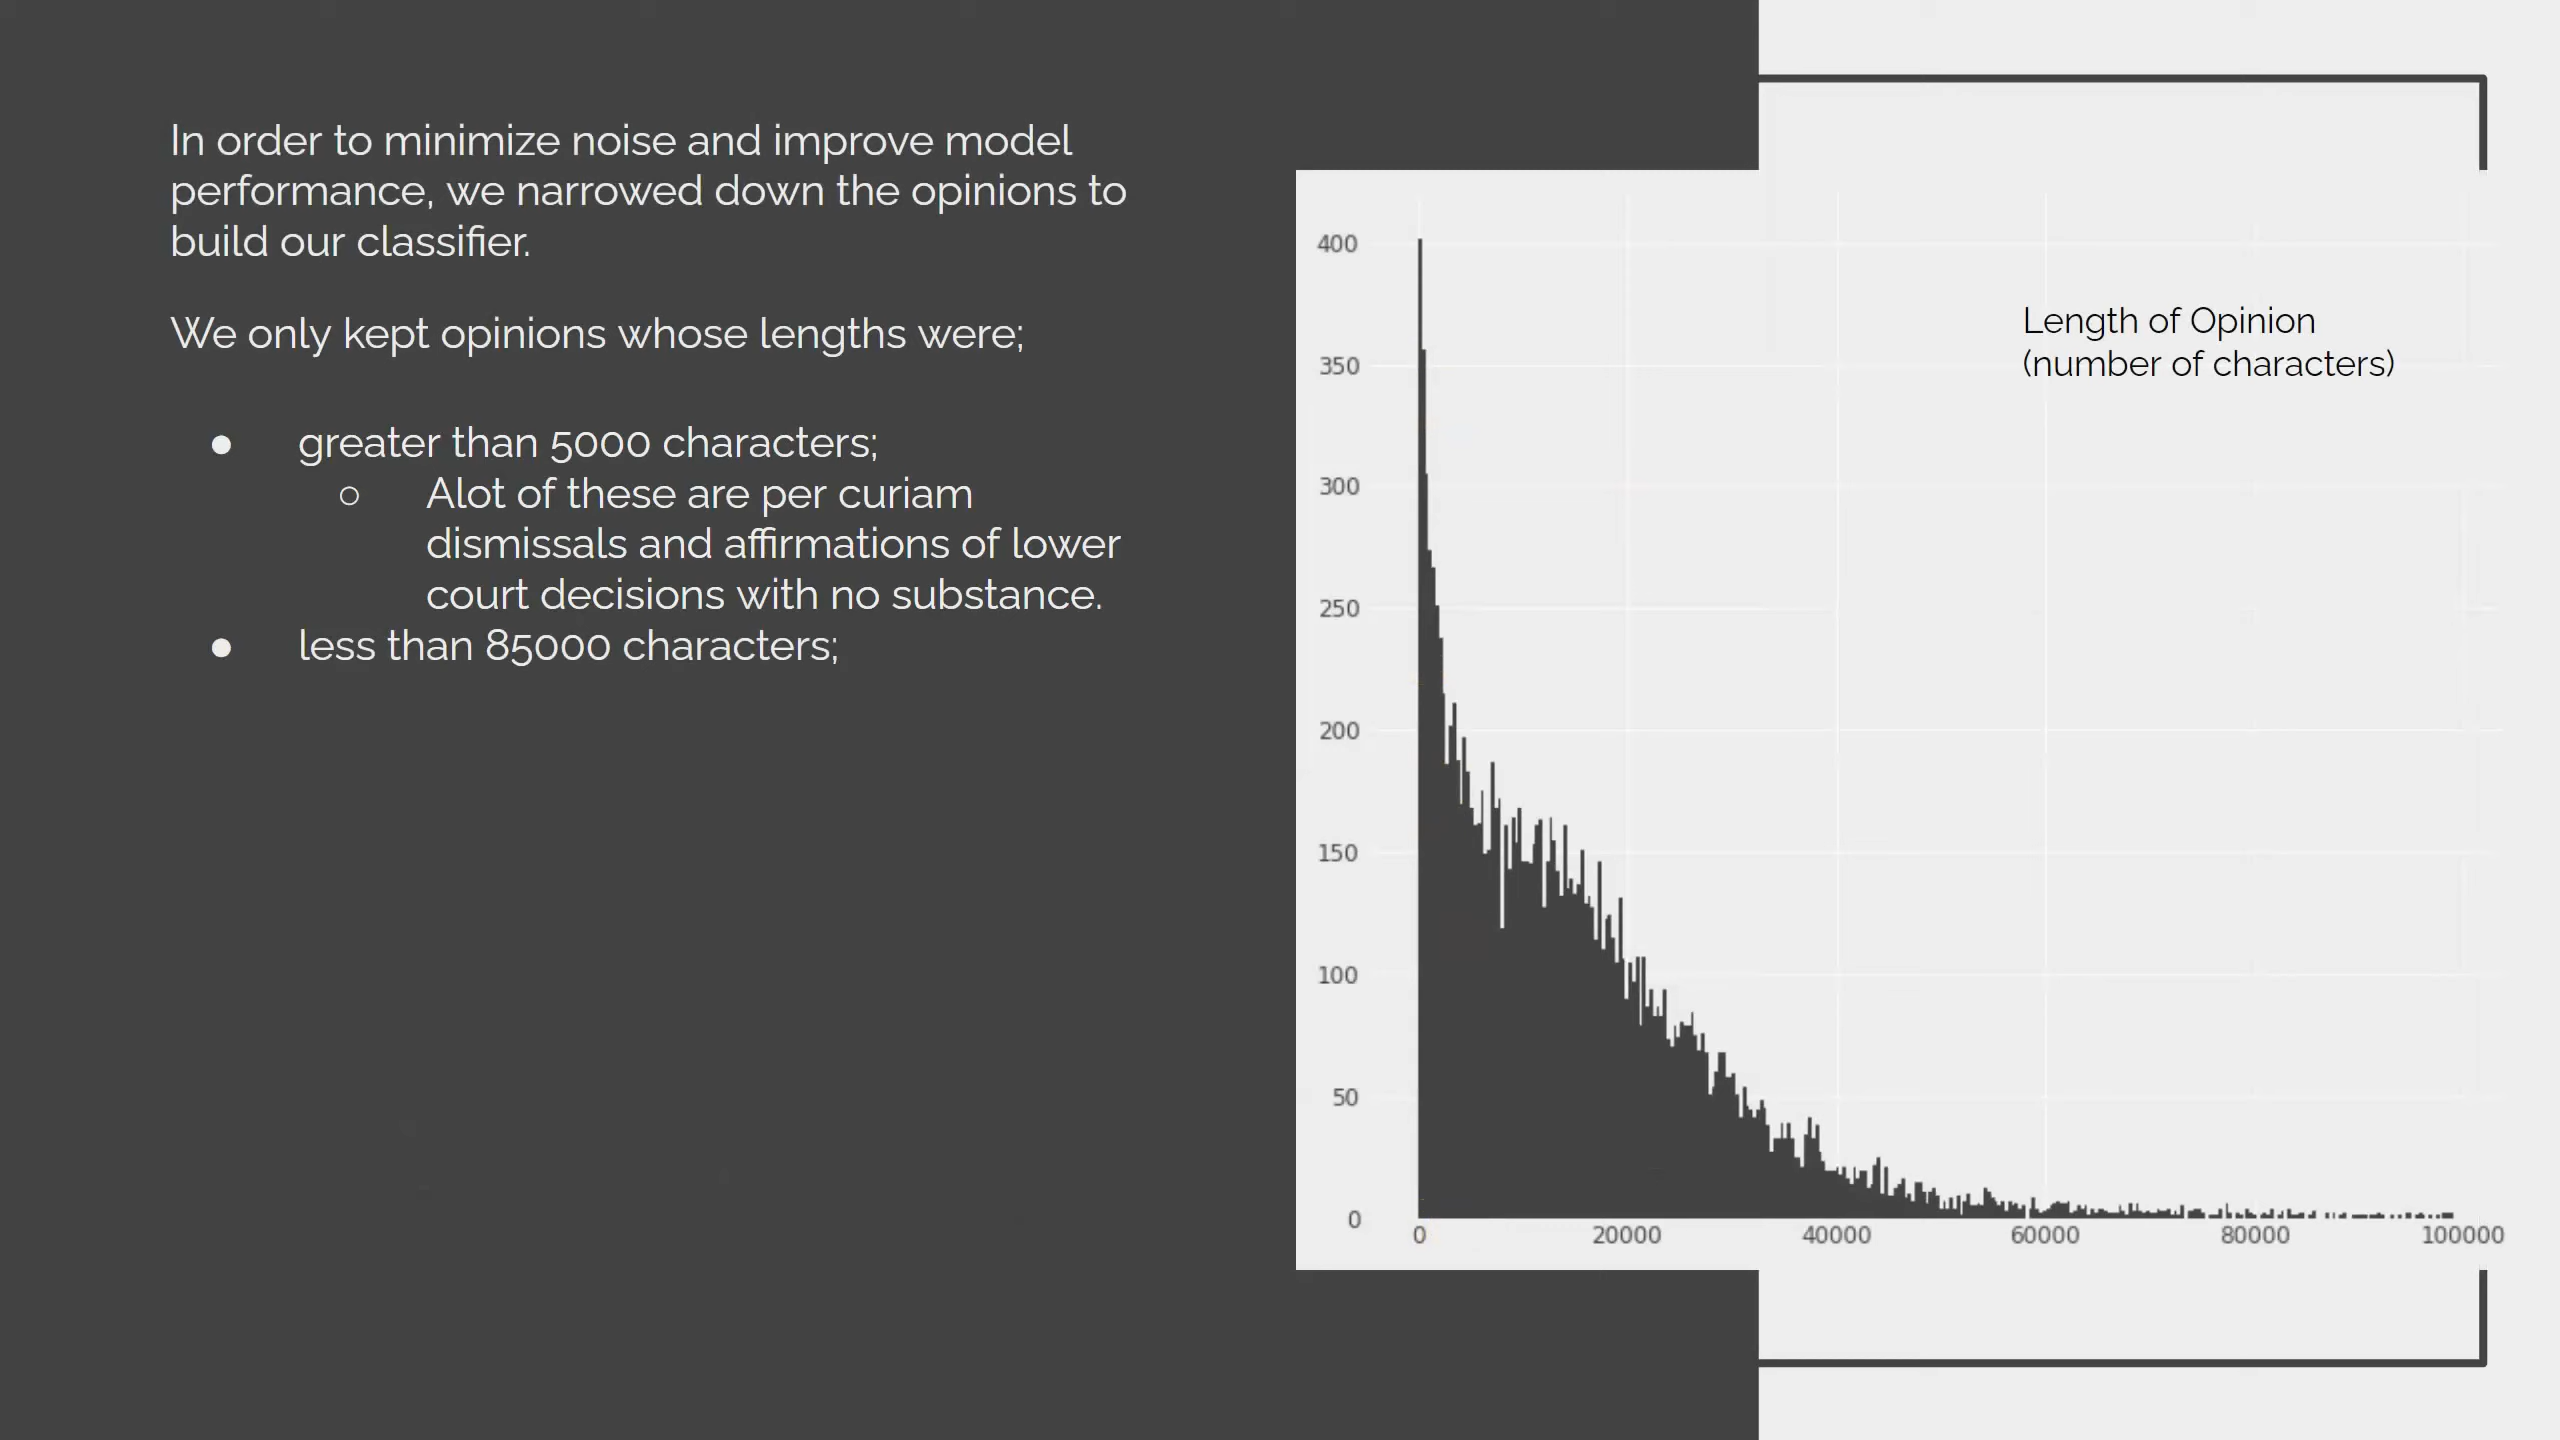 In order to minimize noise and improve model
performance, we narrowed down the opinions to
build our classifier.
We only kept opinions whose lengths were;
● greater than 5000 characters;
○ Alot of these are per curiam
dismissals and affirmations of lower
court decisions with no substance.
● less than 85000 characters;
Length of Opinion
(number of characters)
400
350
300
250
200
150
100
50
0
0 20000 40000 60000 80000 100000